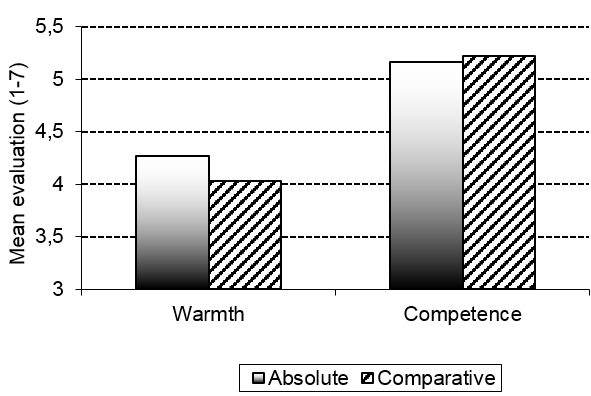 5,5
5
4,5
4
3,5
3
Mean evaluation (1-7)
Warmth Competence
Absolute Comparative